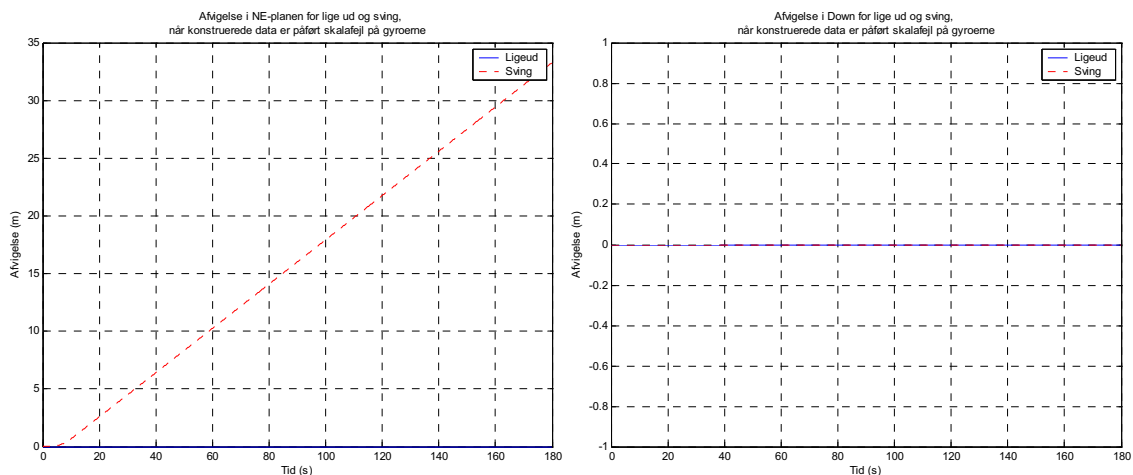 Afvigelse i NE-planen for lige ud og sving,
når konstruerede data er påført skalafejl på gyroerne
35
30
25
20
15
10
5
0
Afvigelse (m)
Ligeud
Sving
0 20 40 60 80 100 120 140 160 180
Tid (s)
Afvigelse i Down for lige ud og sving,
når konstruerede data er påført skalafejl på gyroerne
1
0.8
0.6
0.4
0.2
0
-0.2
-0.4
-0.6
-0.8
-1
Afvigelse (m)
Ligeud
Sving
0 20 40 60 80 100 120 140 160 180
Tid (s)